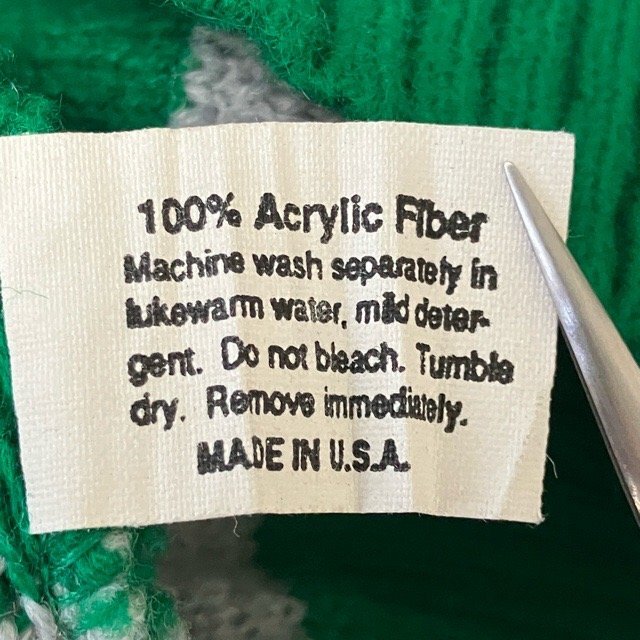 100% Acrylic Fiber
Machine wash separately in
lukewarm water, mild deter-
gent. Do not bleach. Tumble
dry. Remove immediately.
MADE IN U.S.A.